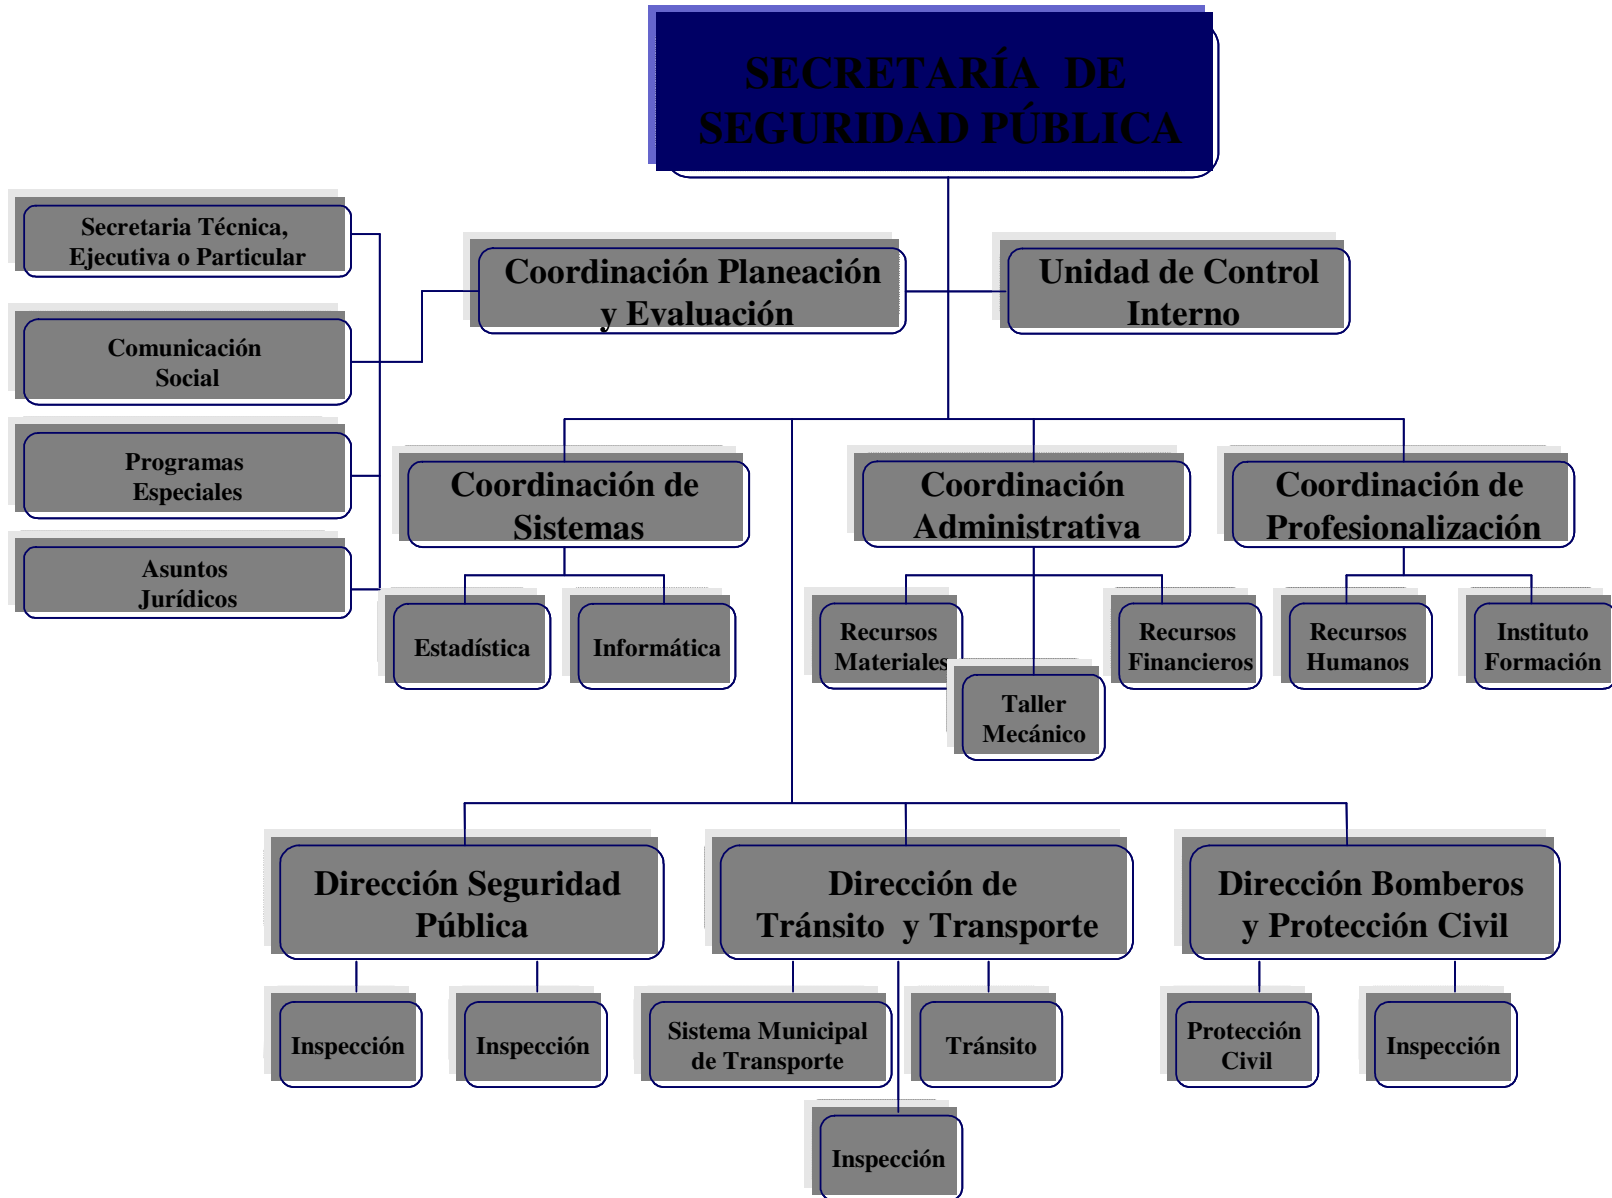 SECRETARÍA DE
SEGURIDAD PÚBLICA
Secretaria Técnica,
Ejecutiva o Particular
Coordinación Planeación
y Evaluación
Unidad de Control
Interno
Comunicación
Social
Programas
Especiales
Asuntos
Jurídicos
Coordinación de
Sistemas
Coordinación
Administrativa
Coordinación de
Profesionalización
Estadística
Informática
Recursos
Materiales
Taller
Mecánico
Recursos
Financieros
Recursos
Humanos
Instituto
Formación
Dirección Seguridad
Pública
Dirección de
Tránsito y Transporte
Dirección Bomberos
y Protección Civil
Inspección
Inspección
Sistema Municipal
de Transporte
Tránsito
Protección
Civil
Inspección
Inspección